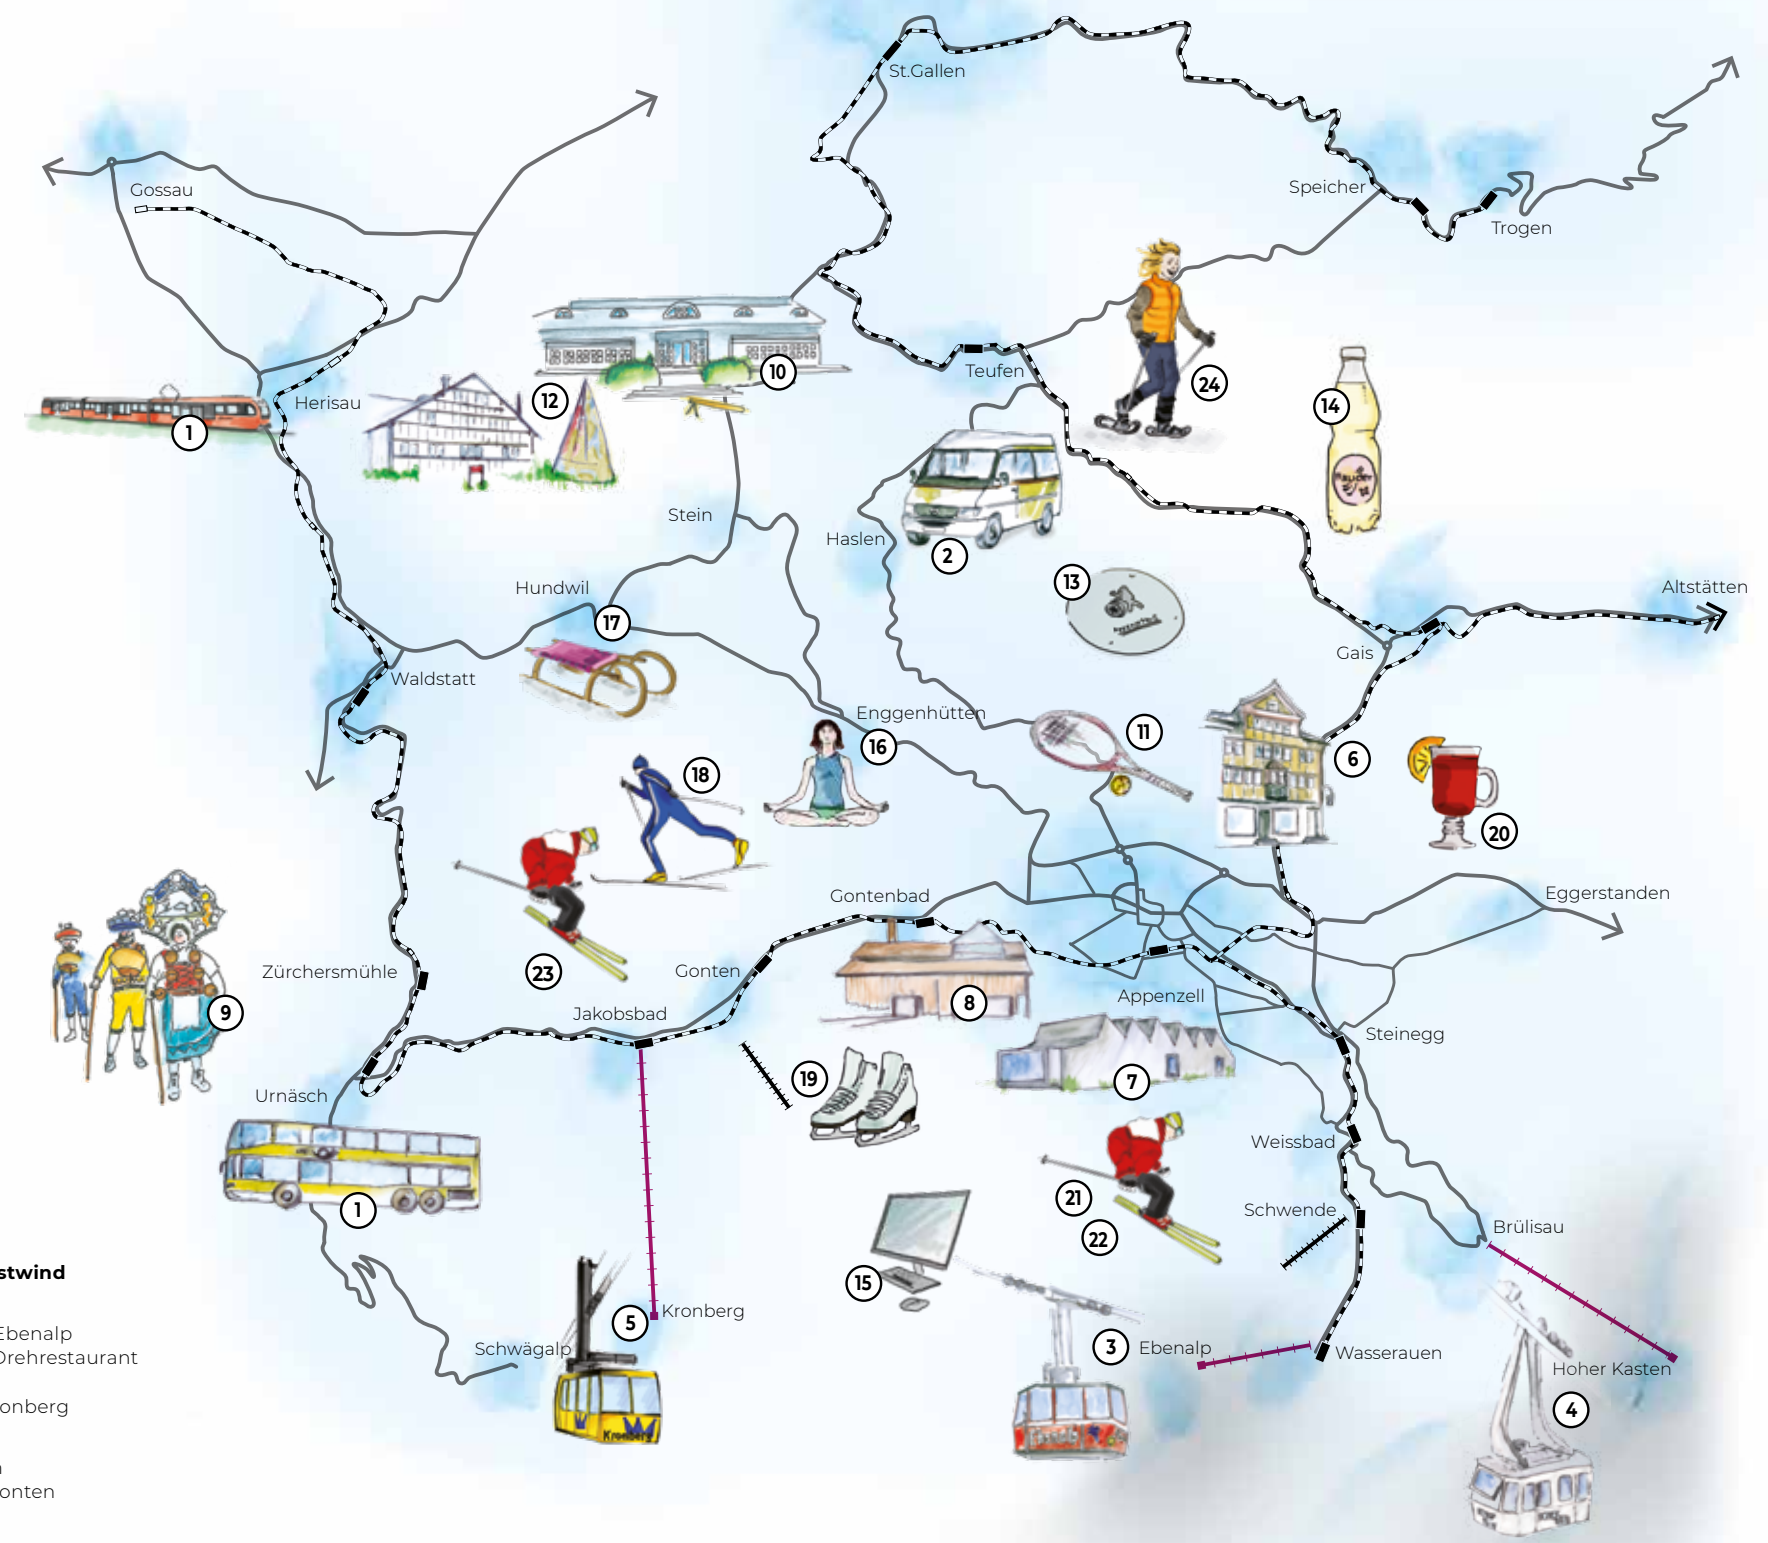 St.Gallen
Gossau
Speicher
Trogen
10
24
Teufen
12
Herisau
14
1
Stein
Haslen
2
13
Hundwil
Altstätten
17
Gais
Waldstatt
Enggenhütten
11
16
6
18
20
Gontenbad
Eggerstanden
Zürchersmühle
23
Gonten
9
Jakobsbad
8
Appenzell
Steinegg
19
7
Urnäsch
Weissbad
21
1
Schwende
22
Brülisau
stwind
15
Kronberg
5
Ebenalp
Drehrestaurant
Schwägalp
3
Ebenalp
Wasserauen
Hoher Kasten
onberg
4
Kronberg
n
onten